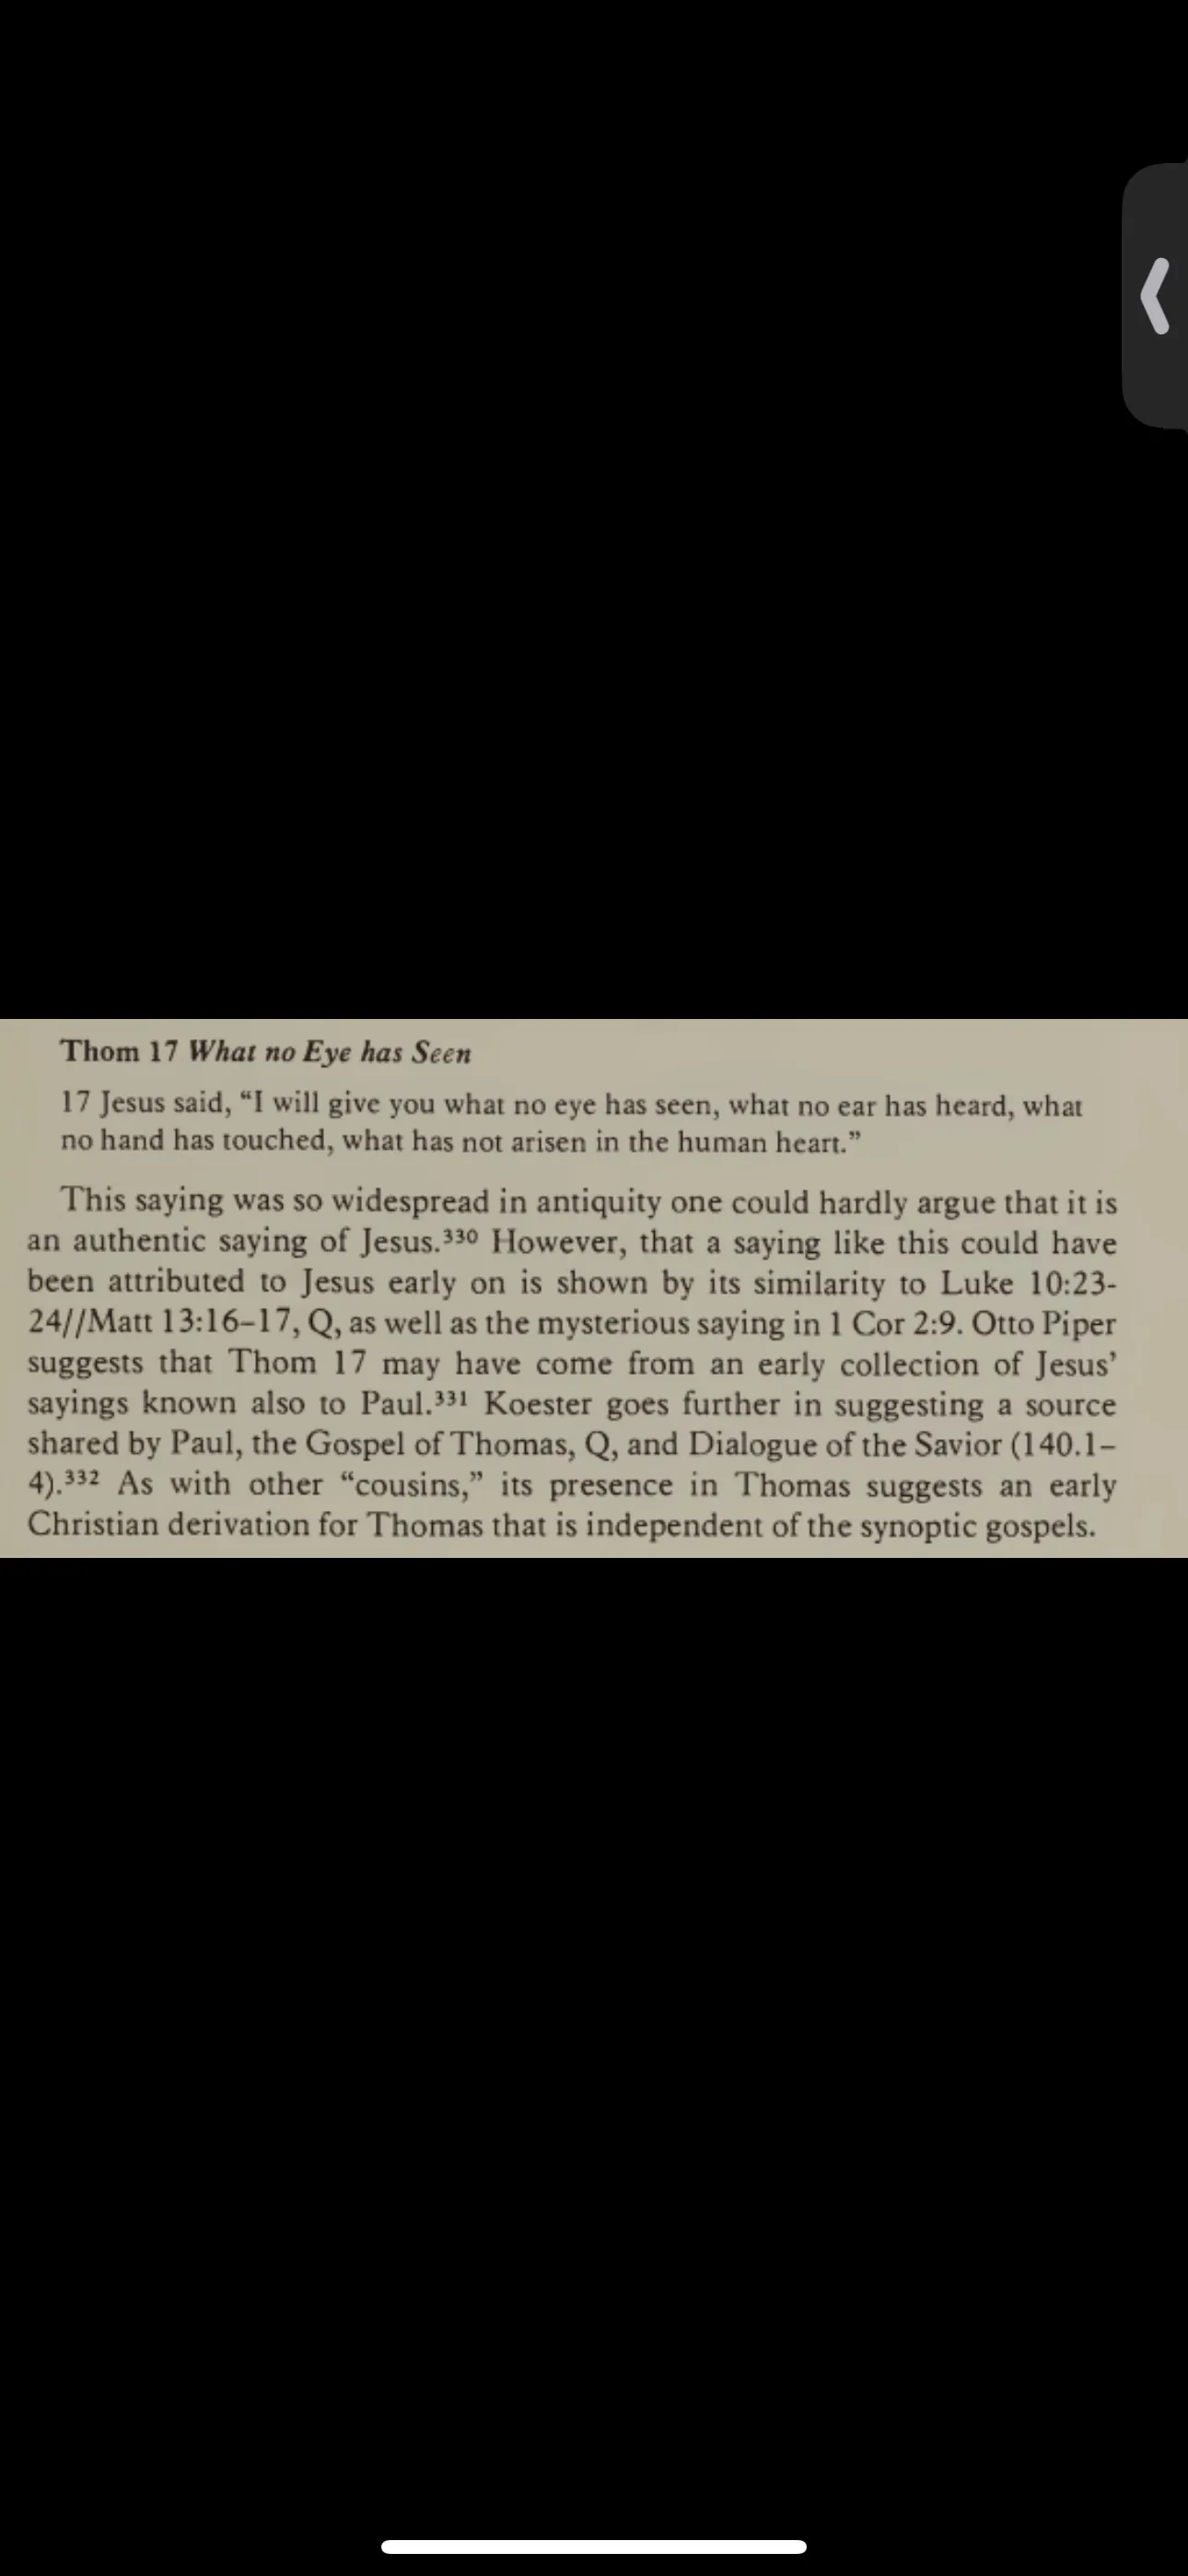 Thom 17 What no Eye has Seen
17 Jesus said, “I will give you what no eye has seen, what no ear has heard, what
no hand has touched, what has not arisen in the human heart.”
This saying was so widespread in antiquity one could hardly argue that it is
an authentic saying of Jesus.³³⁰ However, that a saying like this could have
been attributed to Jesus early on is shown by its similarity to Luke 10:23-
24//Matt 13:16–17, Q, as well as the mysterious saying in 1 Cor 2:9. Otto Piper
suggests that Thom 17 may have come from an early collection of Jesus’
sayings known also to Paul.³³¹ Koester goes further in suggesting a source
shared by Paul, the Gospel of Thomas, Q, and Dialogue of the Savior (140.1–
4).³³² As with other “cousins,” its presence in Thomas suggests an early
Christian derivation for Thomas that is independent of the synoptic gospels.